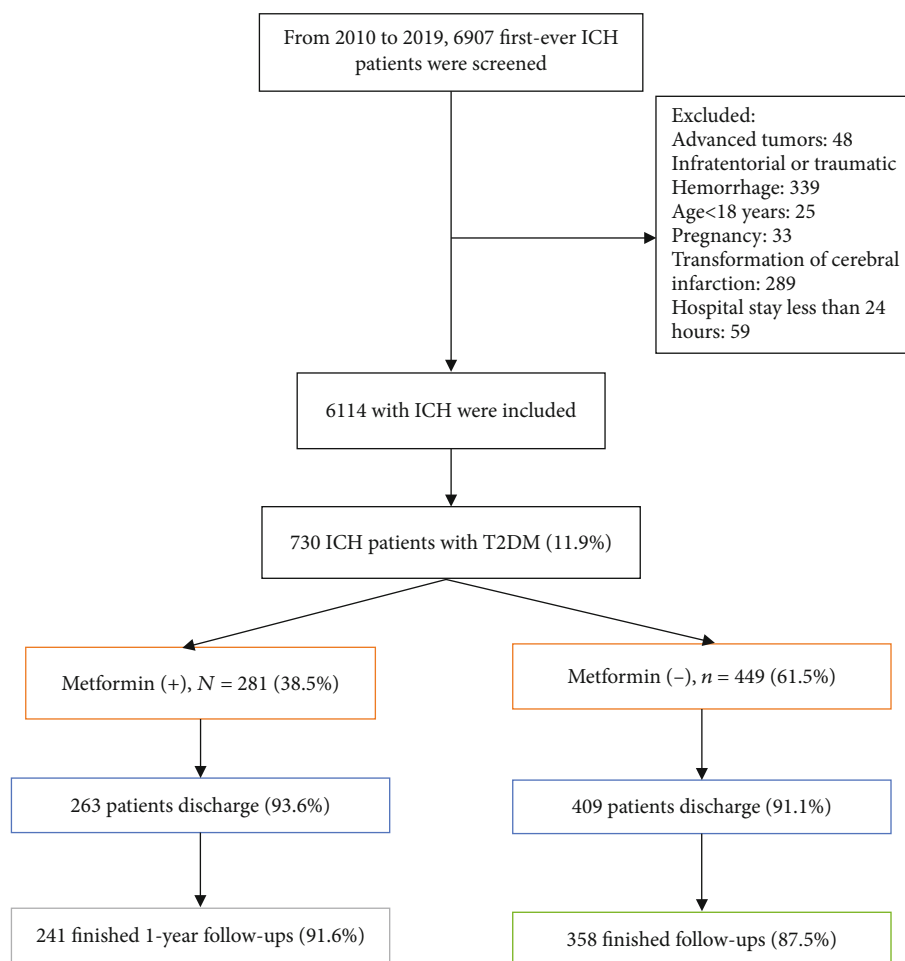 From 2010 to 2019, 6907 first-ever ICH
patients were screened
Excluded:
Advanced tumors: 48
Infratentorial or traumatic
Hemorrhage: 339
Age<18 years: 25
Pregnancy: 33
Transformation of cerebral
infarction: 289
Hospital stay less than 24
hours: 59
6114 with ICH were included
730 ICH patients with T2DM (11.9%)
Metformin (+), N = 281 (38.5%)
Metformin (–), n = 449 (61.5%)
263 patients discharge (93.6%)
409 patients discharge (91.1%)
241 finished 1-year follow-ups (91.6%)
358 finished follow-ups (87.5%)